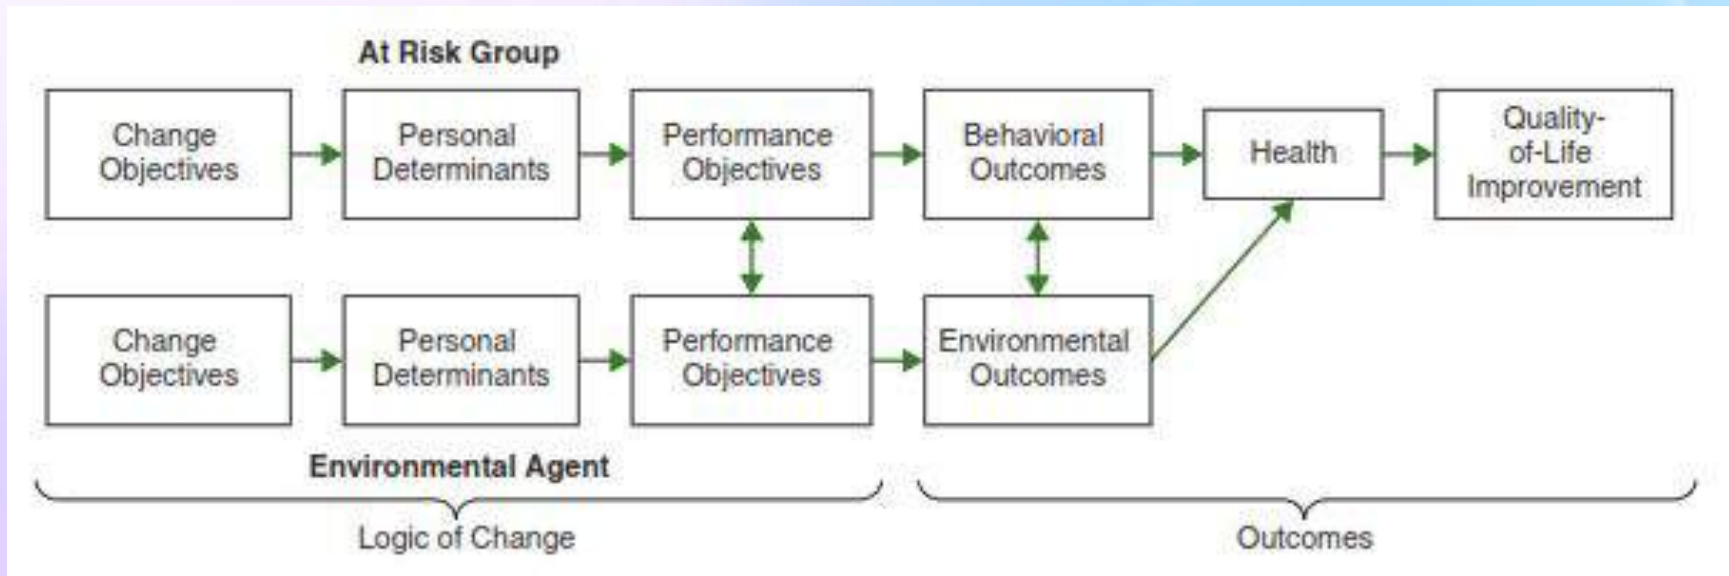 At Risk Group
Change
Objectives
Personal
Determinants
Performance
Objectives
Behavioral
Outcomes
Health
Quality-
of-Life
Improvement
Change
Objectives
Personal
Determinants
Performance
Objectives
Environmental
Outcomes
Environmental Agent
Logic of Change
Outcomes